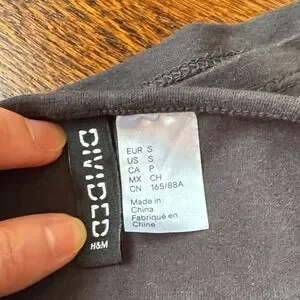 DIVIDED
H&M
EUR S
US S
CA P
MX CH
CN 165/88A
Made in
China
Fabriqué en
Chine